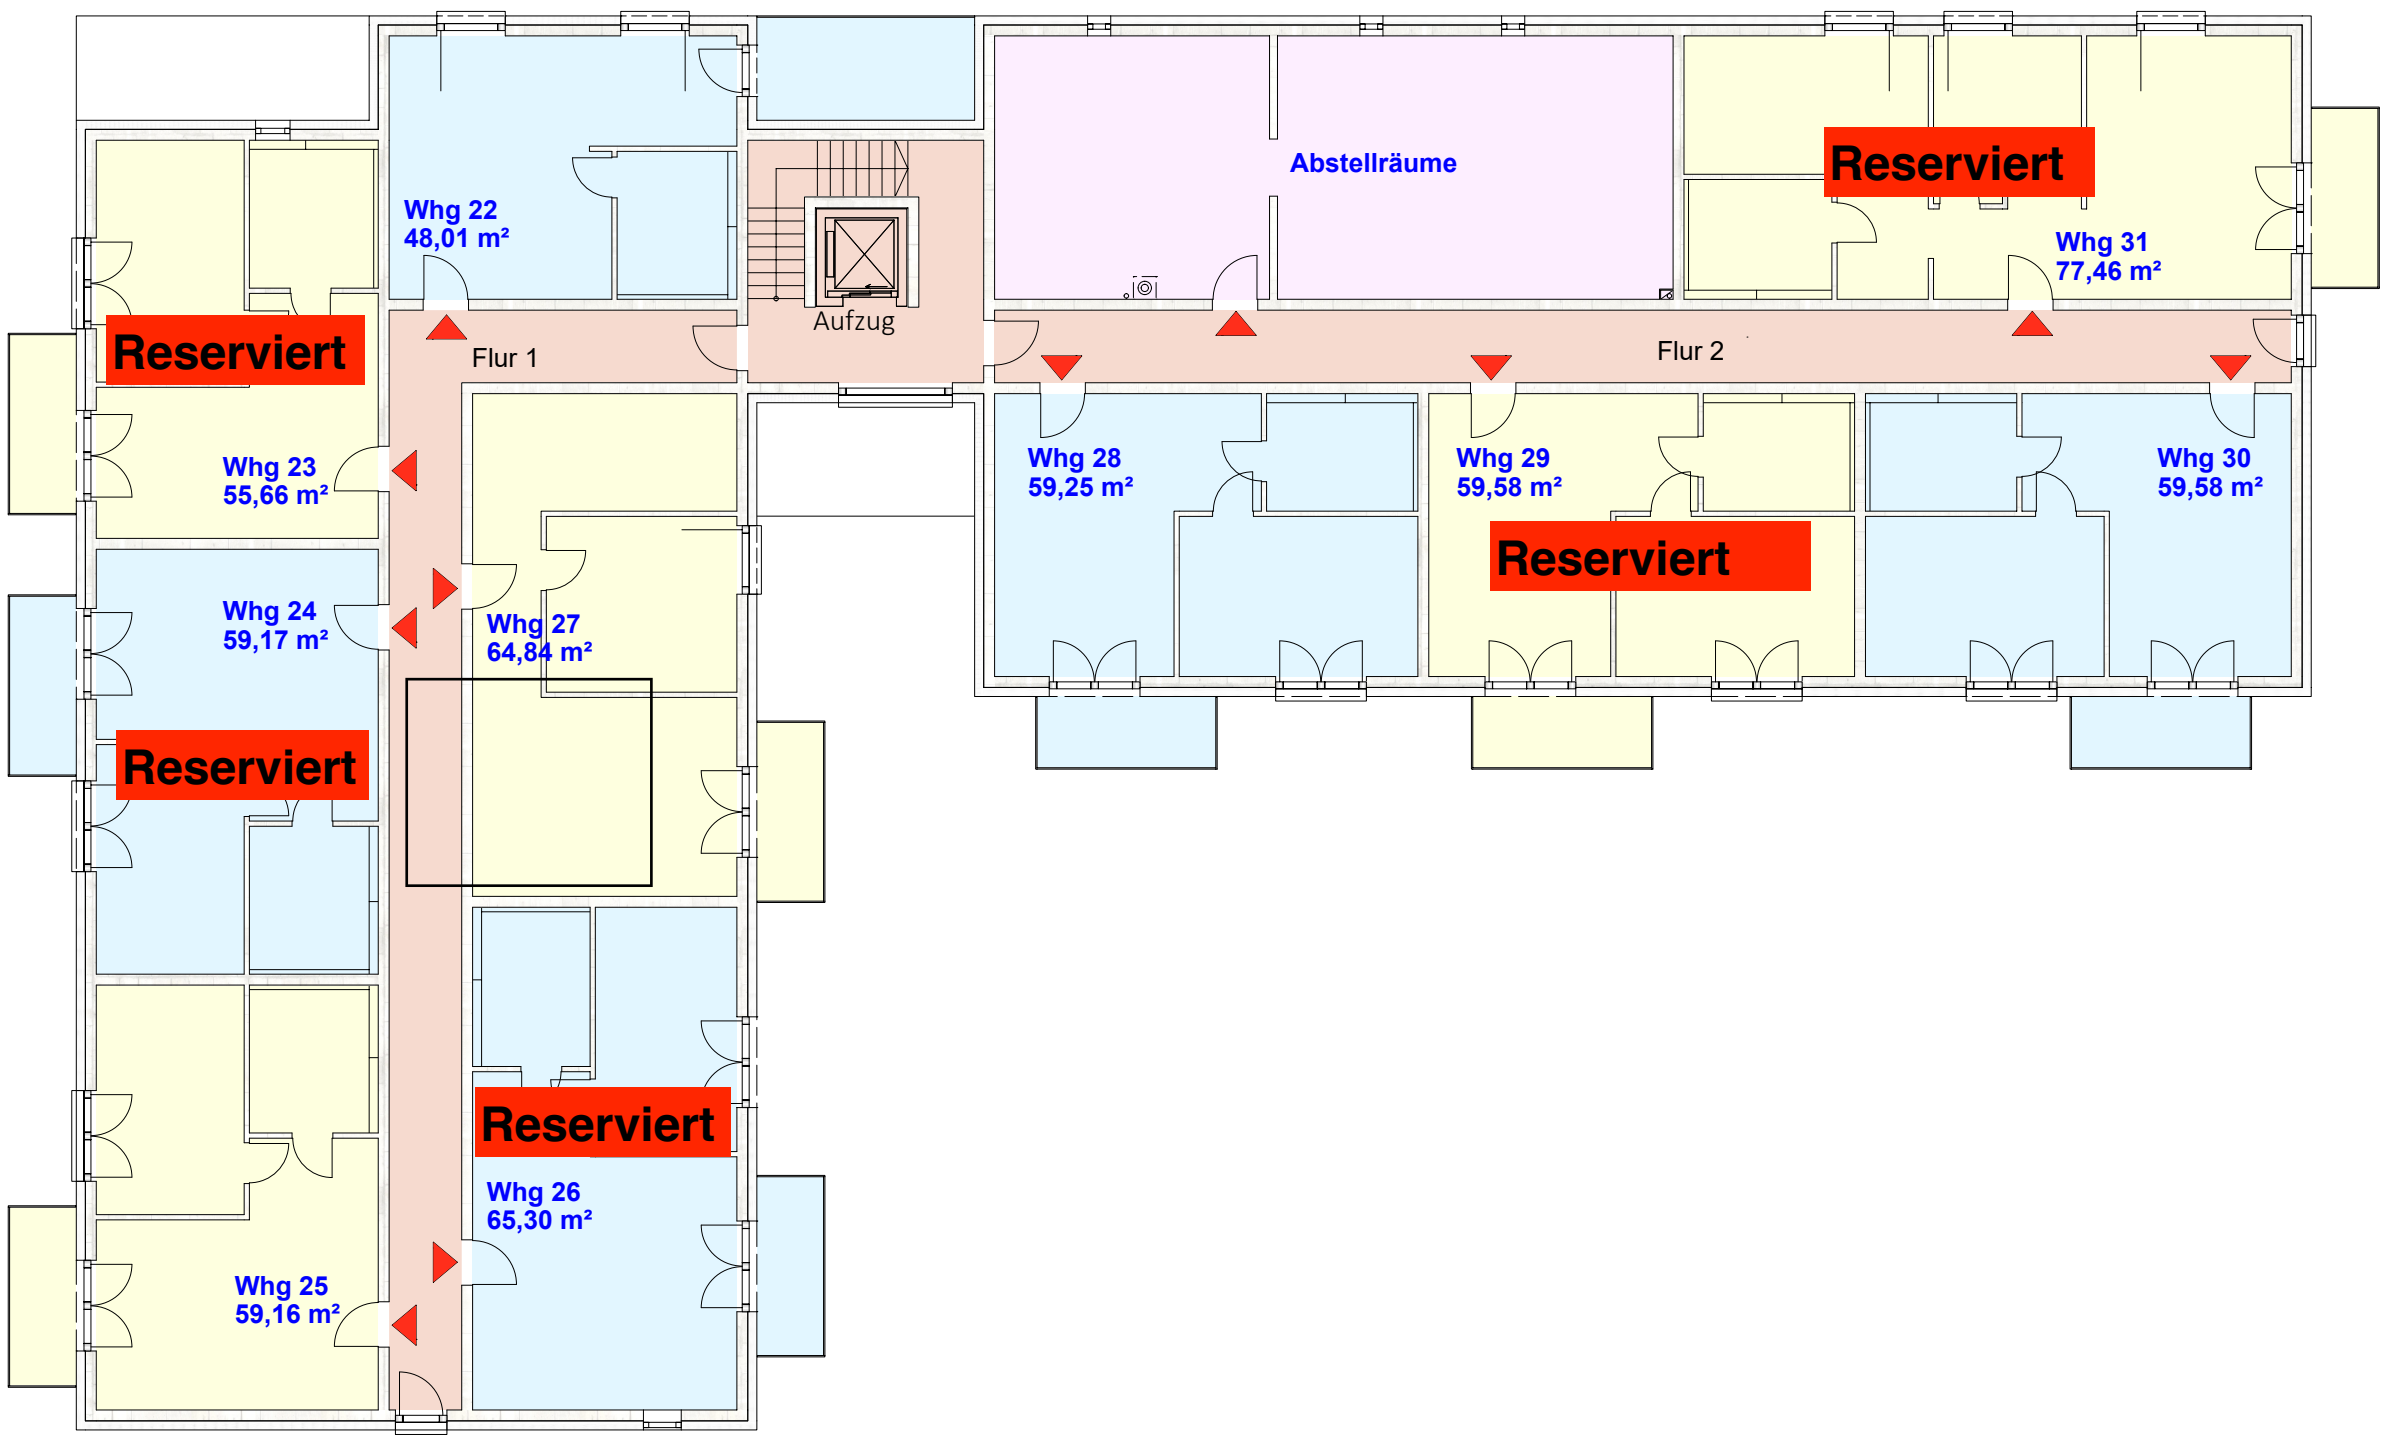 Abstellräume
Reserviert
Whg 22
48,01 m²
Whg 31
77,46 m²
Aufzug
Reserviert
Flur 1
Flur 2
Whg 23
55,66 m²
Whg 28
59,25 m²
Whg 29
59,58 m²
Whg 30
59,58 m²
Reserviert
Whg 24
59,17 m²
Whg 27
64,84 m²
Reserviert
Reserviert
Whg 26
65,30 m²
Whg 25
59,16 m²